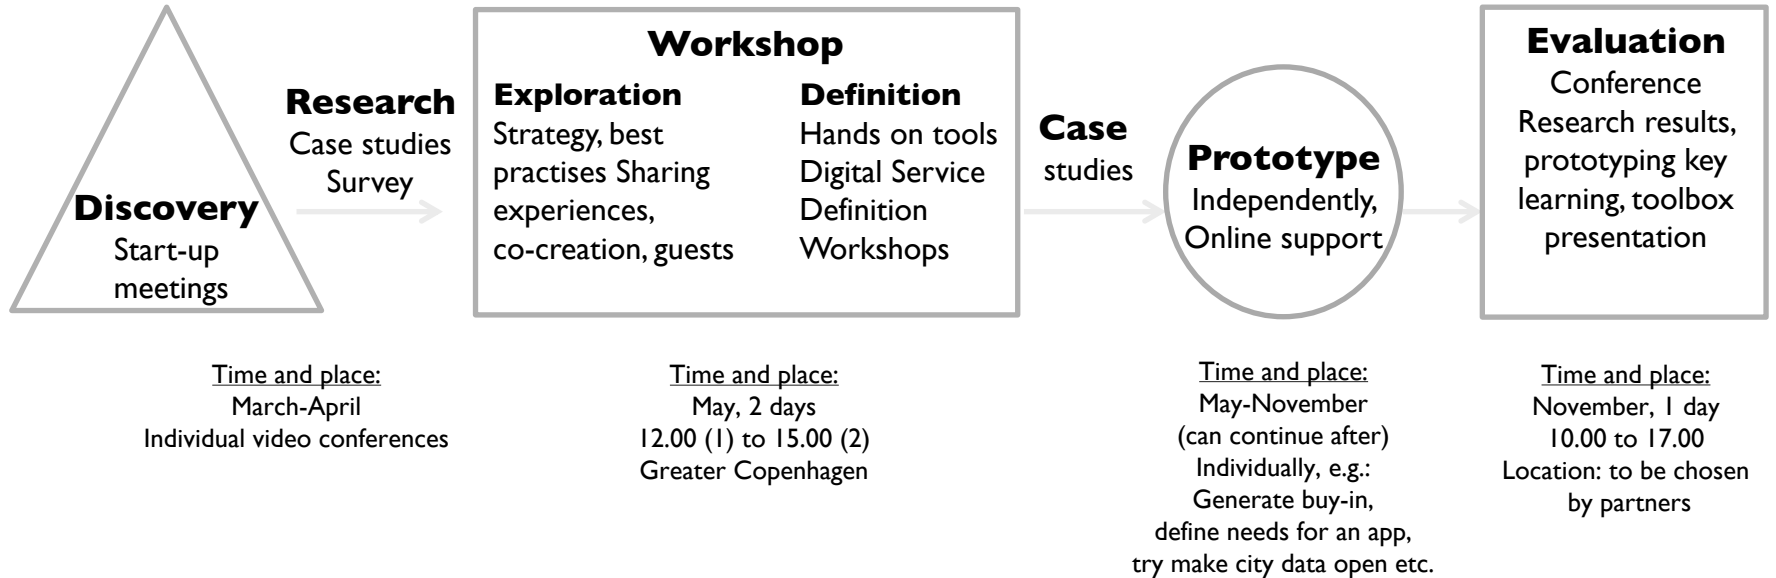 Discovery
Start-up
meetings
Research
Case studies
Survey
Workshop
Exploration
Strategy, best
practises Sharing
experiences,
co-creation, guests
Definition
Hands on tools
Digital Service
Definition
Workshops
Case
studies
Prototype
Independently,
Online support
Evaluation
Conference
Research results,
prototyping key
learning, toolbox
presentation
Time and place:
March-April
Individual video conferences
Time and place:
May, 2 days
12.00 (1) to 15.00 (2)
Greater Copenhagen
Time and place:
May-November
(can continue after)
Individually, e.g.:
Generate buy-in,
define needs for an app,
try make city data open etc.
Time and place:
November, 1 day
10.00 to 17.00
Location: to be chosen
by partners